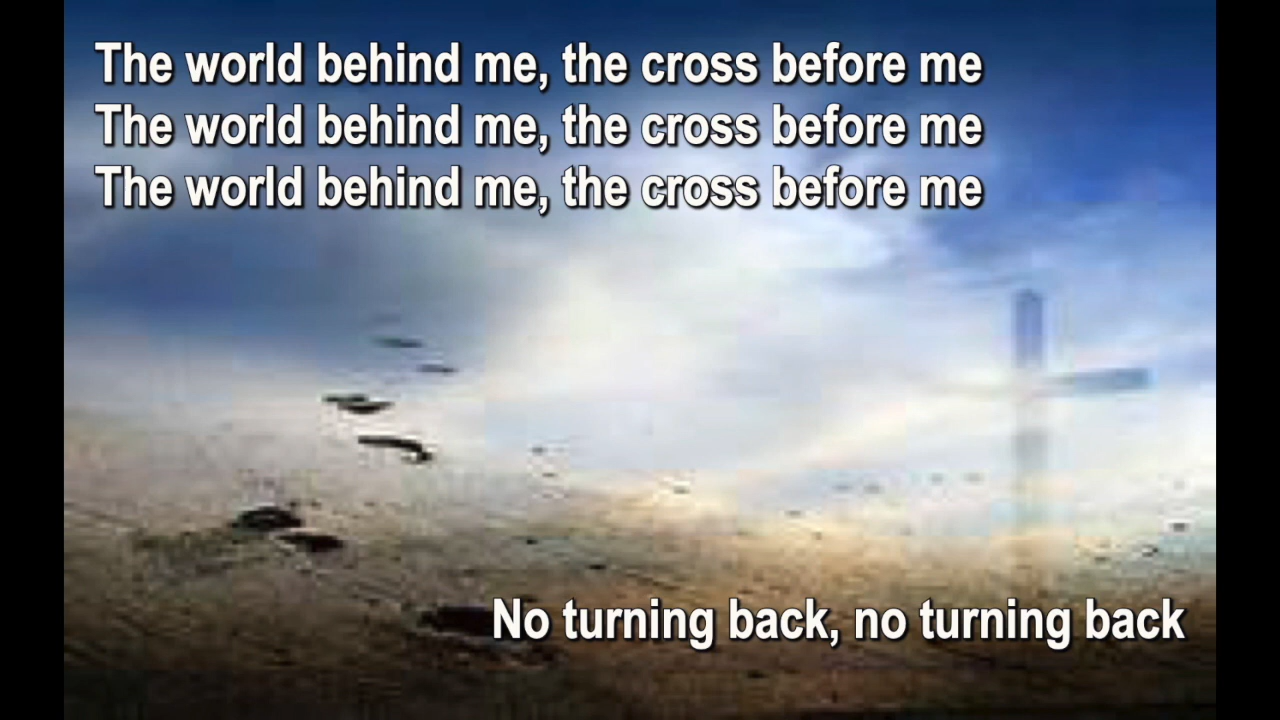 The world behind me, the cross before me
The world behind me, the cross before me
The world behind me, the cross before me
No turning back, no turning back